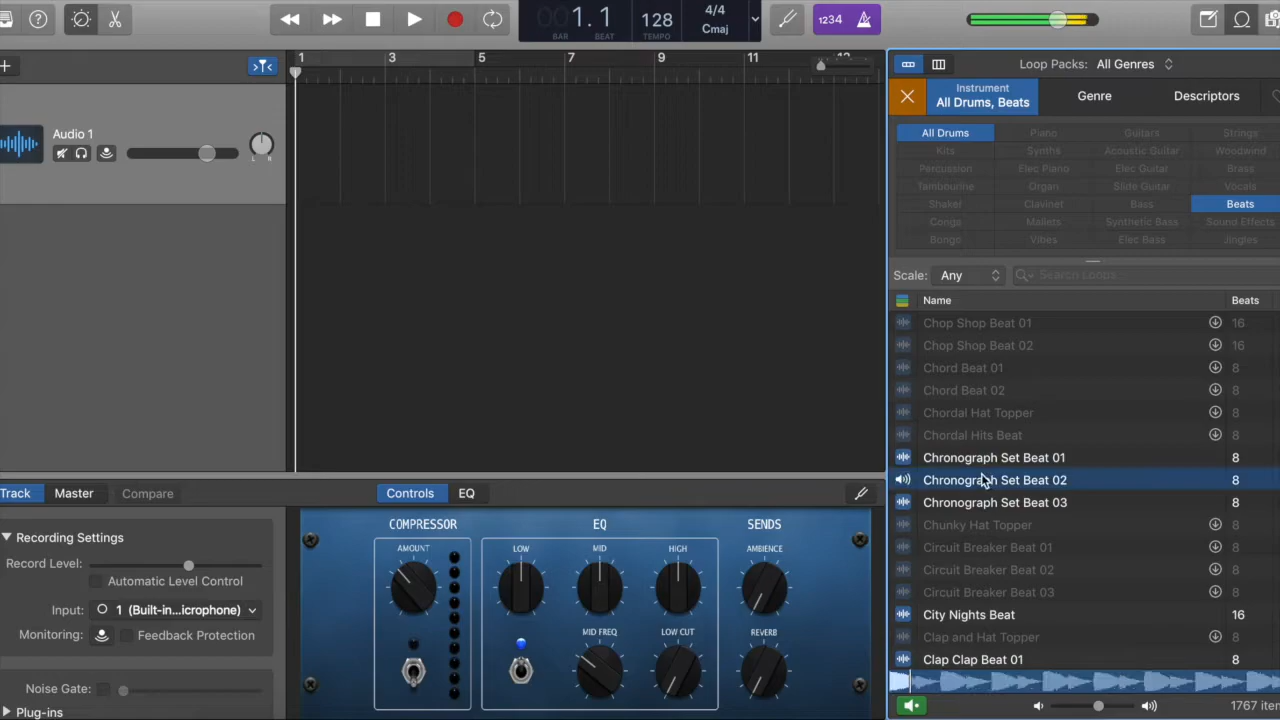 001.1
BAR
BEAT
128
TEMPO
4/4
Cmaj
1234
1
3
5
7
9
11
Loop Packs: All Genres
Instrument
All Drums, Beats
Genre
Descriptors
Audio 1
L R
All Drums Piano Guitars Strings
Kits Synths Acoustic Guitar Woodwind
Percussion Elec Piano Elec Guitar Brass
Tambourine Organ Slide Guitar Vocals
Shaker Clavinet Bass Beats
Conga Mallets Synthetic Bass Sound Effects
Bongo Vibes Elec Bass Jingles
Scale: Any
Search Loops
Name Beats
Chop Shop Beat 01 16
Chop Shop Beat 02 16
Chord Beat 01 8
Chord Beat 02 8
Chordal Hat Topper 8
Chordal Hits Beat 8
Chronograph Set Beat 01 8
Chronograph Set Beat 02 8
Chronograph Set Beat 03 8
Chunky Hat Topper 8
Circuit Breaker Beat 01 8
Circuit Breaker Beat 02 8
Circuit Breaker Beat 03 8
City Nights Beat 16
Clap and Hat Topper 8
Clap Clap Beat 01 8
1767 item
Track Master Compare
Controls EQ
Recording Settings
Record Level:
Automatic Level Control
Input: 1 (Built-in...icrophone)
Monitoring: Feedback Protection
Noise Gate:
Plug-ins
COMPRESSOR
AMOUNT
EQ
LOW MID HIGH
MID FREQ LOW CUT
SENDS
AMBIENCE
REVERB